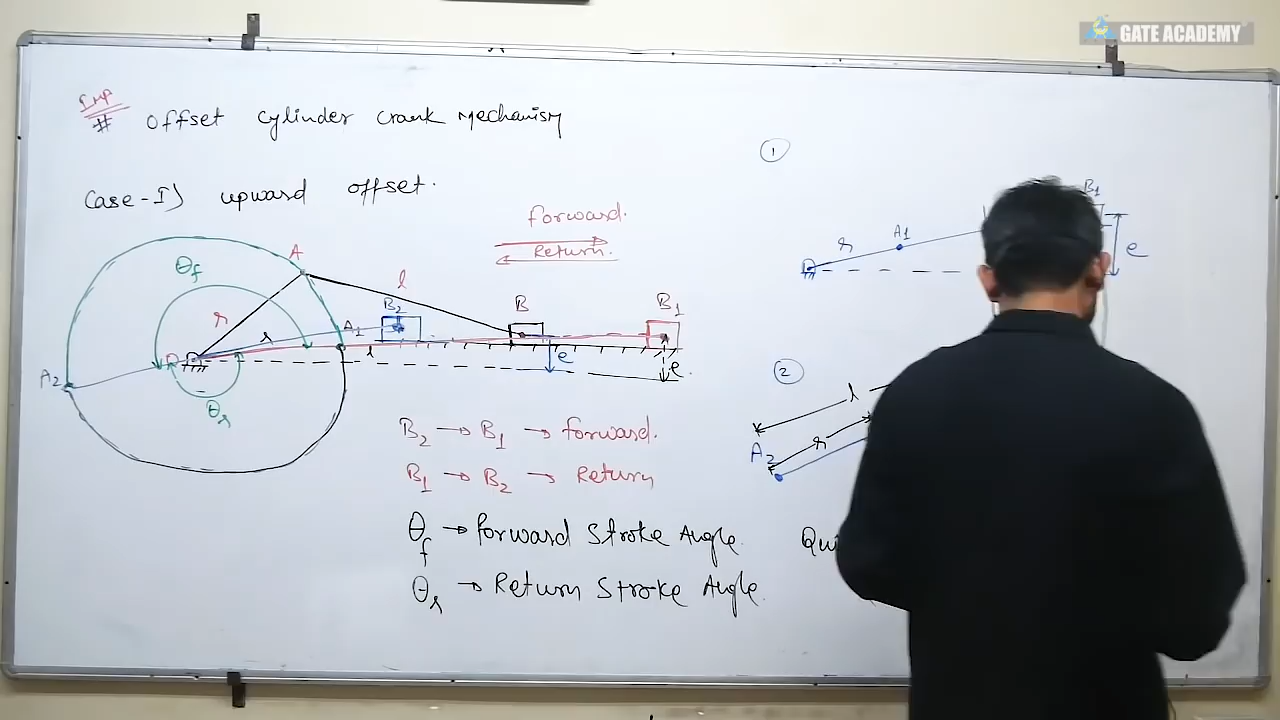 GATE ACADEMY
IMP
# Offset cylinder crank Mechanism
Case-I) upward offset.
forward.
Return.
θf
A
r
l
A2
r
A1
l
θr
B2
B
B1
e
e
B2 → B1 → forward.
B1 → B2 → Return
θf → forward stroke Angle.
θr → Return Stroke Angle.
1
r
A1
B1
e
2
l
r
A2